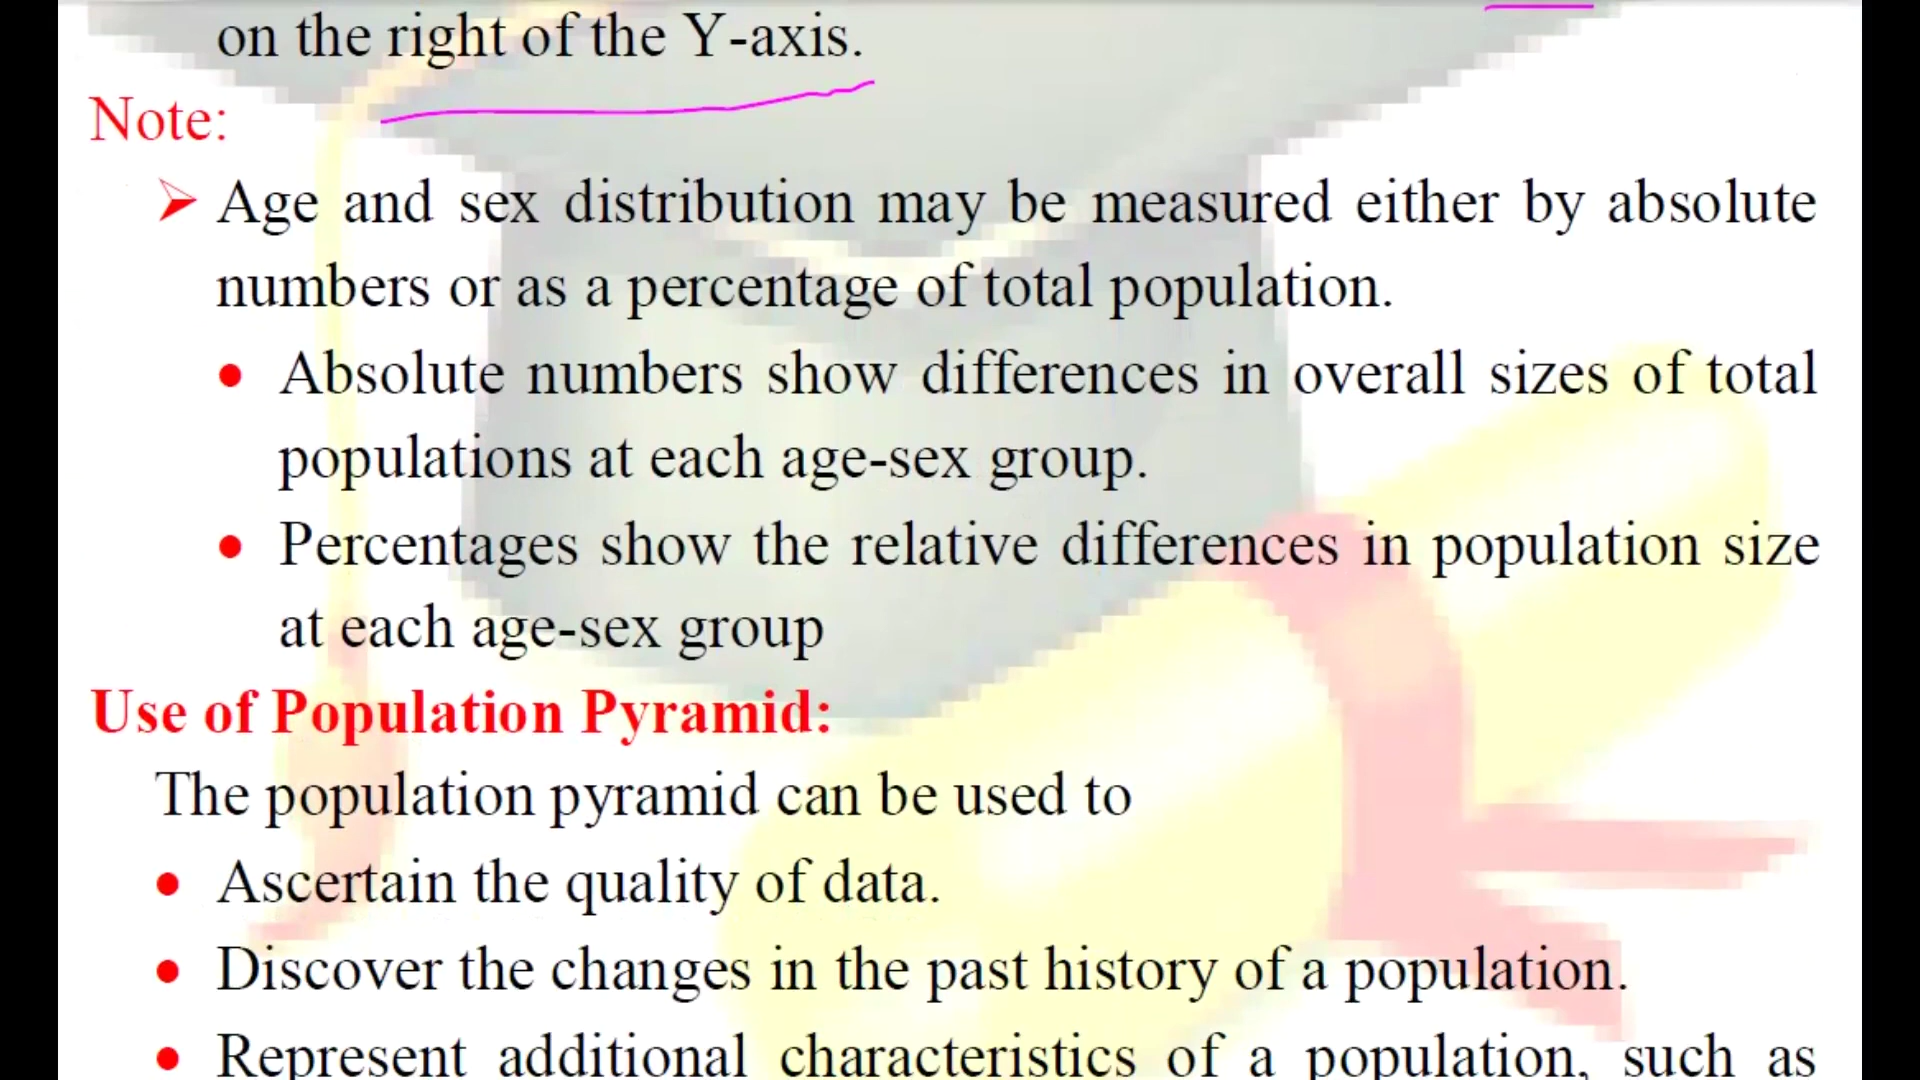 on the right of the Y-axis.
Note:
Age and sex distribution may be measured either by absolute
numbers or as a percentage of total population.
Absolute numbers show differences in overall sizes of total
populations at each age-sex group.
Percentages show the relative differences in population size
at each age-sex group
Use of Population Pyramid:
The population pyramid can be used to
Ascertain the quality of data.
Discover the changes in the past history of a population.
Represent additional characteristics of a population, such as